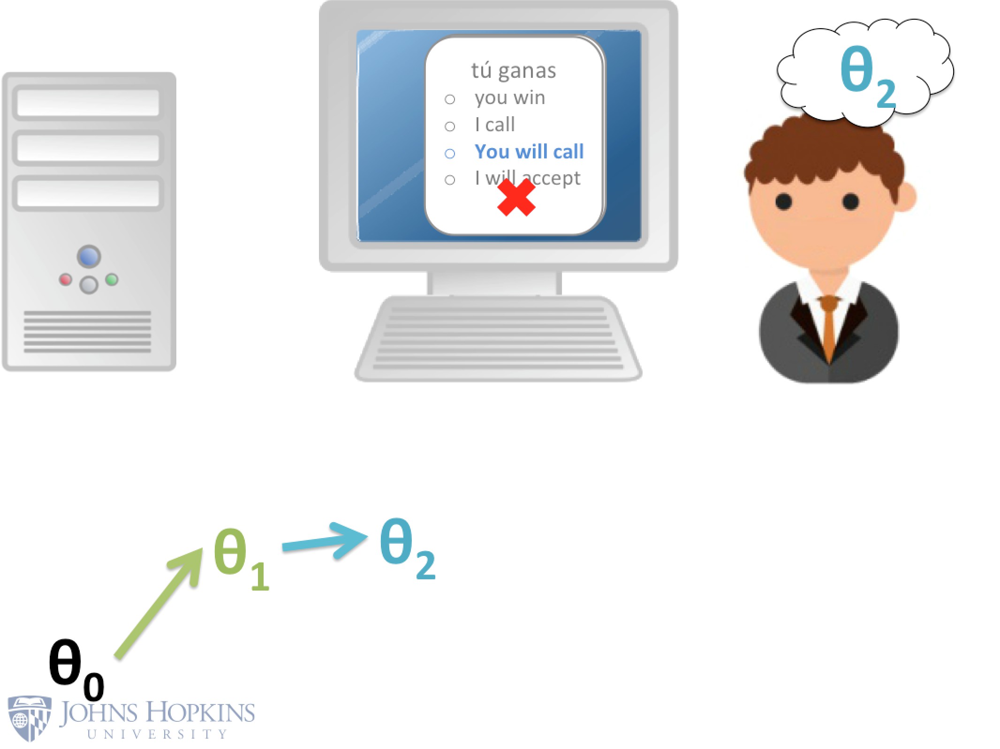 θ2
tú ganas
○ you win
○ I call
○ You will call
○ I will accept
θ1
θ2
θ0
JOHNS HOPKINS
UNIVERSITY